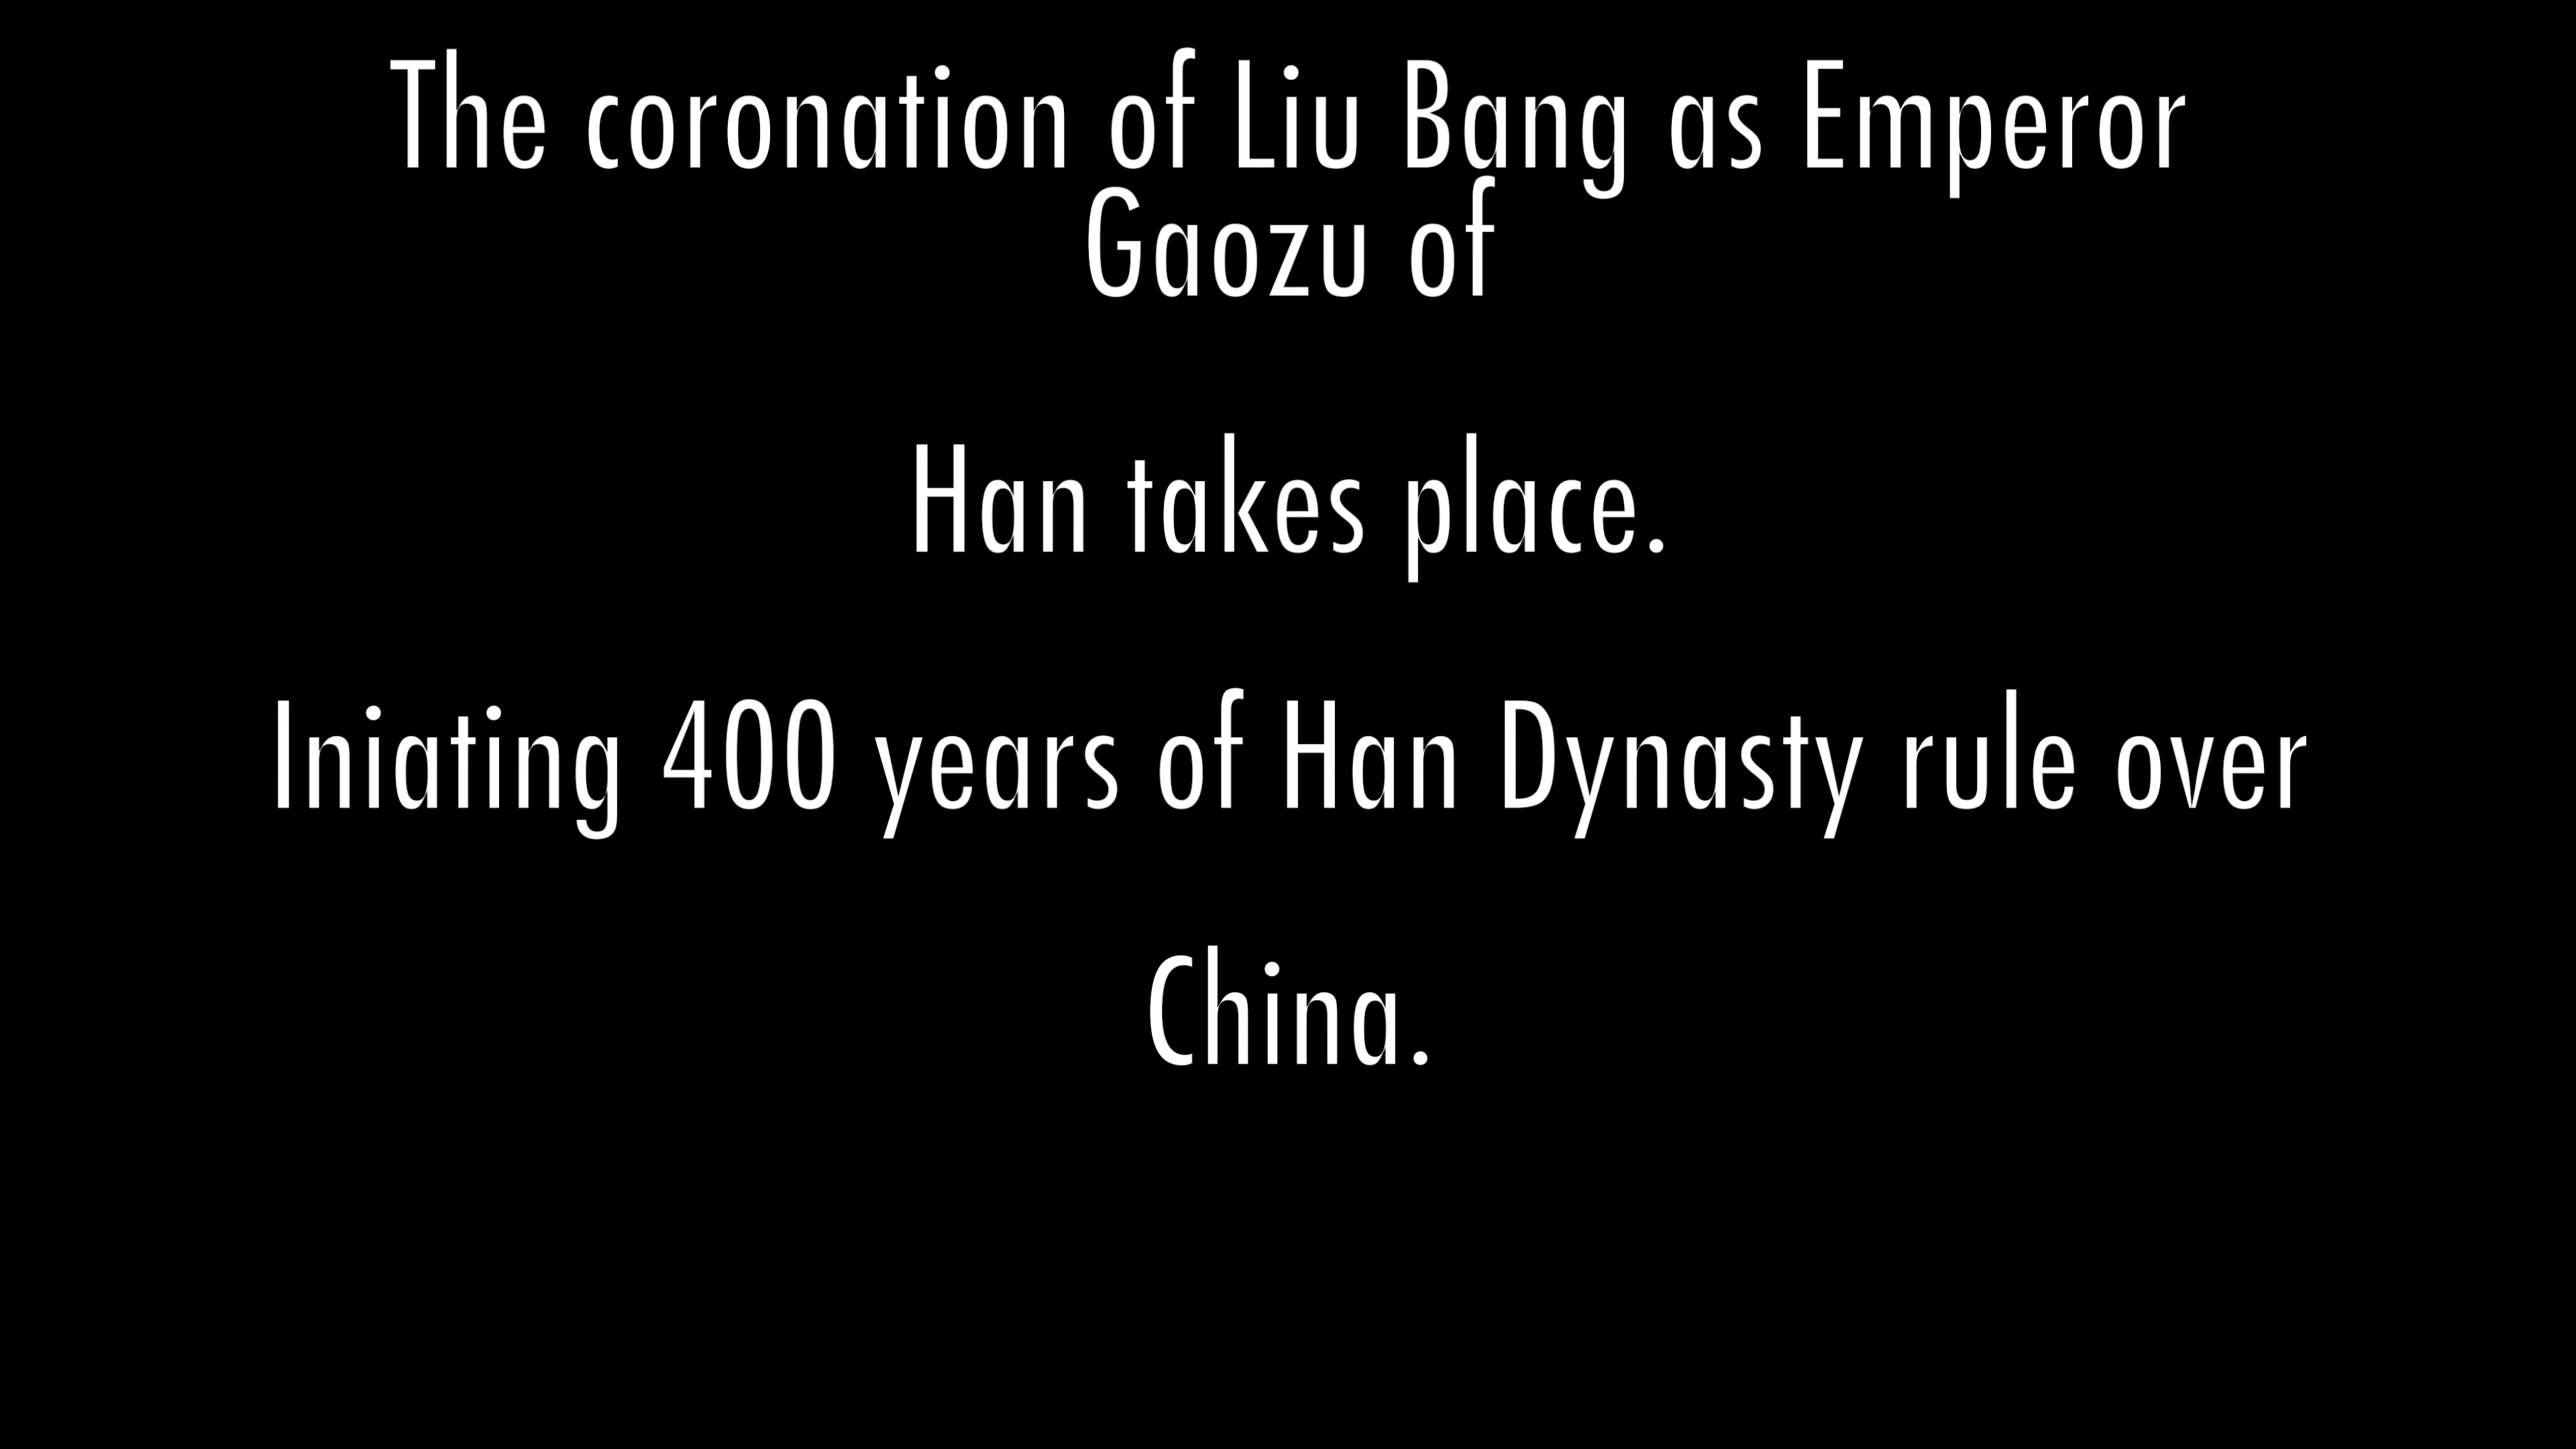 The coronation of Liu Bang as Emperor
Gaozu of
Han takes place.
Iniating 400 years of Han Dynasty rule over
China.